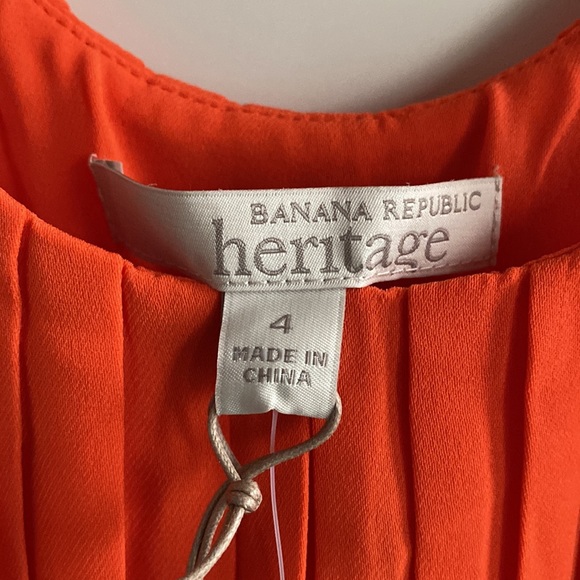 BANANA REPUBLIC
heritage
4
MADE IN
CHINA